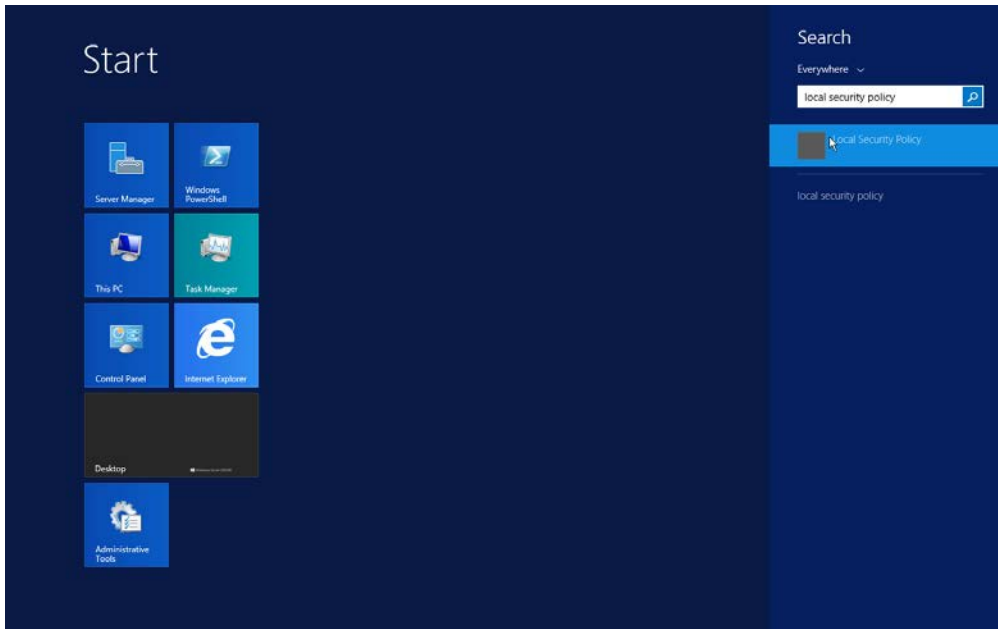 Start
Server Manager
Windows
PowerShell
This PC
Task Manager
Control Panel
Internet Explorer
Desktop
Administrative
Tools
Search
Everywhere
local security policy
Local Security Policy
local security policy